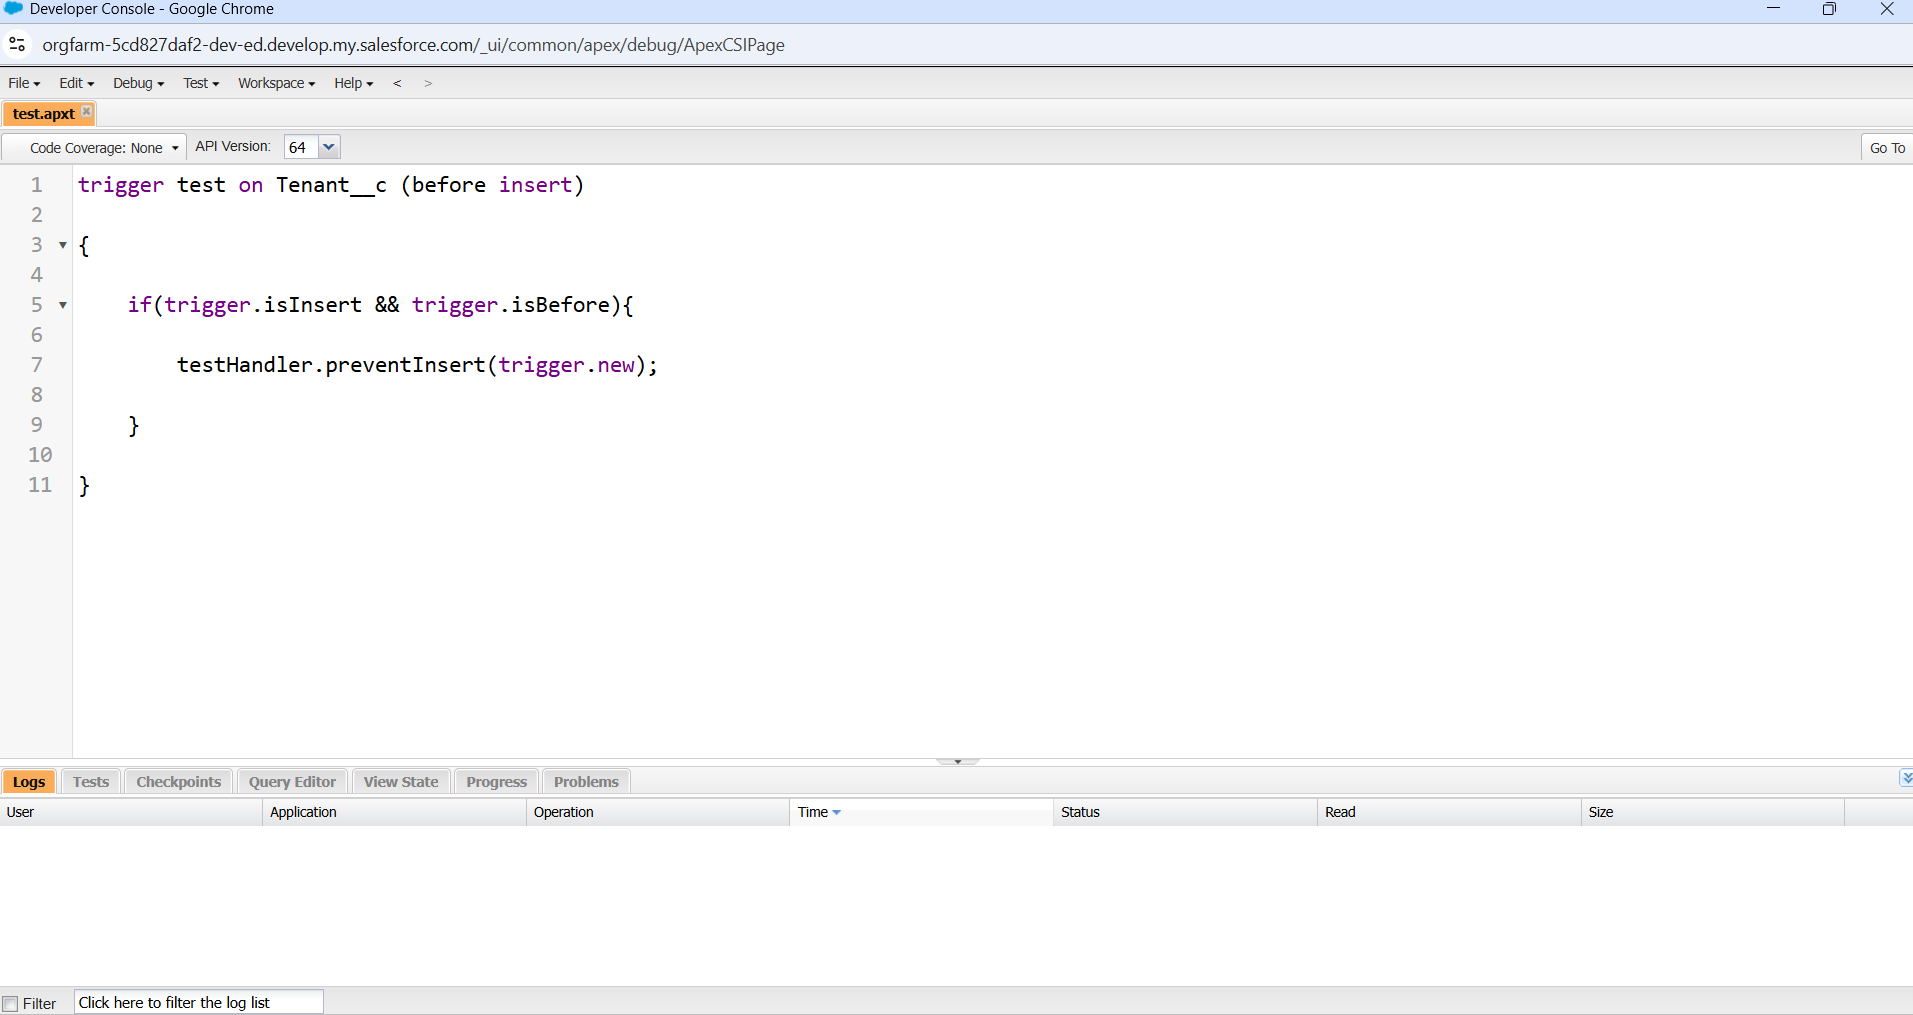 Developer Console - Google Chrome
orgfarm-5cd827daf2-dev-ed.develop.my.salesforce.com/_ui/common/apex/debug/ApexCSIPage
File Edit Debug Test Workspace Help < >
test.apxt
Code Coverage: None API Version: 64 Go To
1 trigger test on Tenant__c (before insert)
2
3 {
4
5 if(trigger.isInsert && trigger.isBefore){
6
7 testHandler.preventInsert(trigger.new);
8
9 }
10
11 }
Logs Tests Checkpoints Query Editor View State Progress Problems
User Application Operation Time Status Read Size
Filter Click here to filter the log list